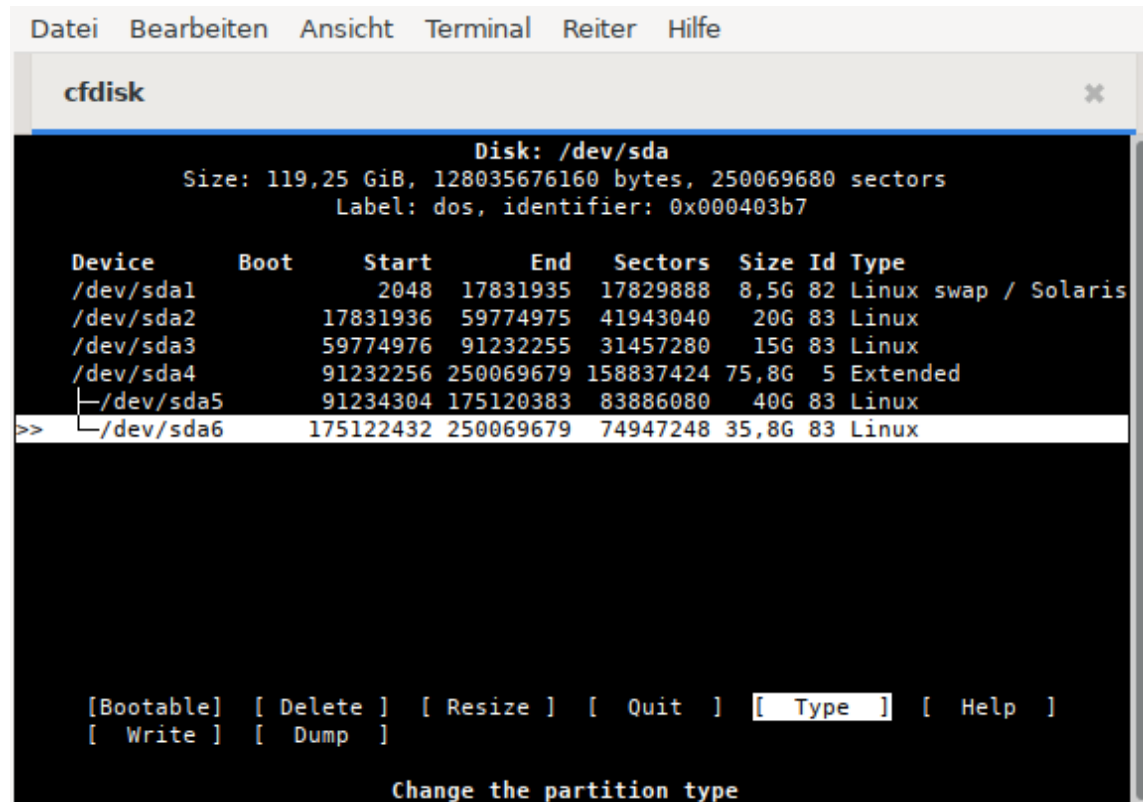 Datei Bearbeiten Ansicht Terminal Reiter Hilfe
cfdisk
Disk: /dev/sda
Size: 119,25 GiB, 128035676160 bytes, 250069680 sectors
Label: dos, identifier: 0x000403b7
Device Boot Start End Sectors Size Id Type
/dev/sda1 2048 17831935 17829888 8,5G 82 Linux swap / Solaris
/dev/sda2 17831936 59774975 41943040 20G 83 Linux
/dev/sda3 59774976 91232255 31457280 15G 83 Linux
/dev/sda4 91232256 250069679 158837424 75,8G 5 Extended
├─/dev/sda5 91234304 175120383 83886080 40G 83 Linux
>> └─/dev/sda6 175122432 250069679 74947248 35,8G 83 Linux
[Bootable] [ Delete ] [ Resize ] [ Quit ] [ Type ] [ Help ]
[ Write ] [ Dump ]
Change the partition type